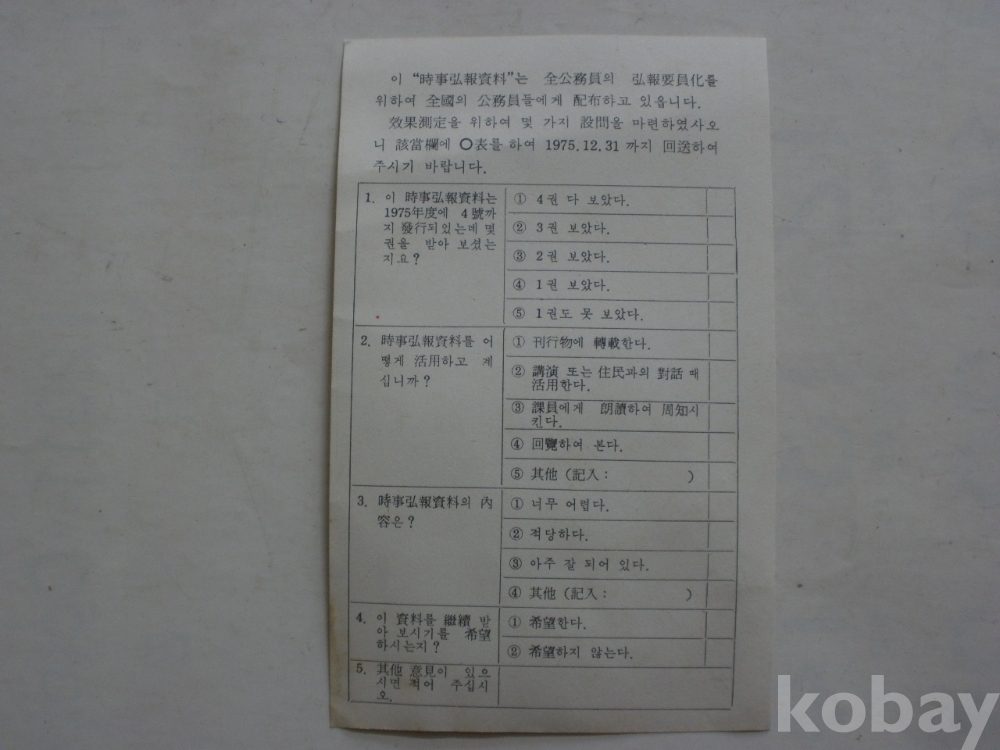 이 “時事弘報資料”는 全公務員의 弘報要員化를
위하여 全國의 公務員들에게 配布하고 있읍니다.
效果測定을 위하여 몇 가지 設問을 마련하였사오
니 該當欄에 ○表를 하여 1975.12.31 까지 回送하여
주시기 바랍니다.
1. 이 時事弘報資料는
1975年度에 4號까
지 發行되었는데 몇
권을 받아 보셨는
지요?
① 4권 다 보았다.
② 3권 보았다.
③ 2권 보았다.
④ 1권 보았다.
⑤ 1권도 못 보았다.
2. 時事弘報資料를 어
떻게 活用하고 계
십니까?
① 刊行物에 轉載한다.
② 講演 또는 住民과의 對話 때
活用한다.
③ 課員에게 朗讀하여 周知시
킨다.
④ 回覽하여 본다.
⑤ 其他 (記入: )
3. 時事弘報資料의 內
容은?
① 너무 어렵다.
② 적당하다.
③ 아주 잘 되어 있다.
④ 其他 (記入: )
4. 이 資料를 繼續 받
아 보시기를 希望
하시는지?
① 希望한다.
② 希望하지 않는다.
5. 其他 意見이 있으
시면 적어 주십시
오.
kobay